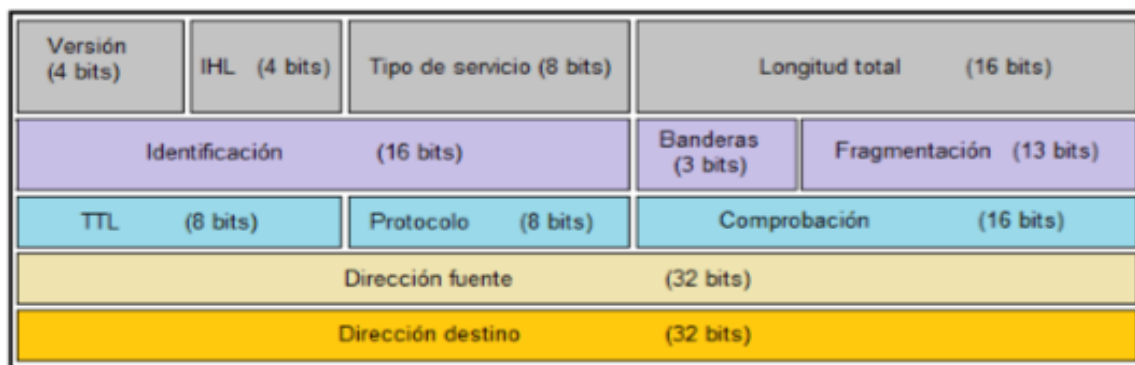 Versión
(4 bits)
IHL (4 bits)
Tipo de servicio (8 bits)
Longitud total (16 bits)
Identificación (16 bits)
Banderas
(3 bits)
Fragmentación (13 bits)
TTL (8 bits)
Protocolo (8 bits)
Comprobación (16 bits)
Dirección fuente (32 bits)
Dirección destino (32 bits)